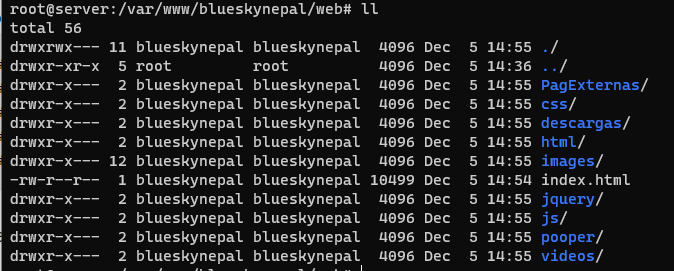 root@server:/var/www/blueskynepal/web# ll
total 56
drwxrwx--- 11 blueskynepal blueskynepal  4096 Dec  5 14:55 ./
drwxr-xr-x  5 root         root          4096 Dec  5 14:36 ../
drwxr-x---  2 blueskynepal blueskynepal  4096 Dec  5 14:55 PagExternas/
drwxr-x---  2 blueskynepal blueskynepal  4096 Dec  5 14:55 css/
drwxr-x---  2 blueskynepal blueskynepal  4096 Dec  5 14:55 descargas/
drwxr-x---  2 blueskynepal blueskynepal  4096 Dec  5 14:55 html/
drwxr-x--- 12 blueskynepal blueskynepal  4096 Dec  5 14:55 images/
-rw-r--r--  1 blueskynepal blueskynepal 10499 Dec  5 14:54 index.html
drwxr-x---  2 blueskynepal blueskynepal  4096 Dec  5 14:55 jquery/
drwxr-x---  2 blueskynepal blueskynepal  4096 Dec  5 14:55 js/
drwxr-x---  2 blueskynepal blueskynepal  4096 Dec  5 14:55 pooper/
drwxr-x---  2 blueskynepal blueskynepal  4096 Dec  5 14:55 videos/